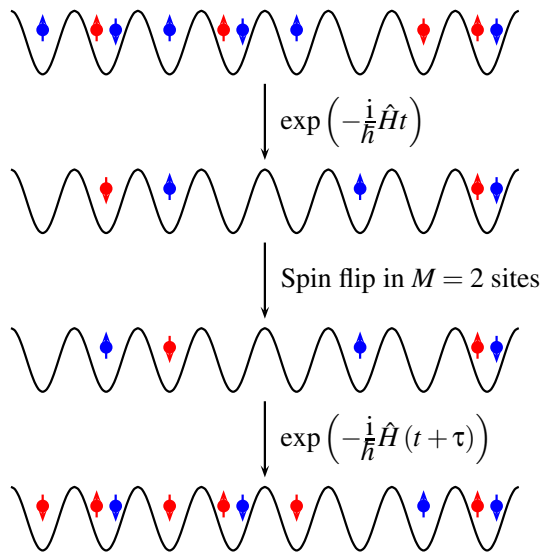 exp(−i/ħ Ĥt)
Spin flip in M = 2 sites
exp(−i/ħ Ĥ(t + τ))